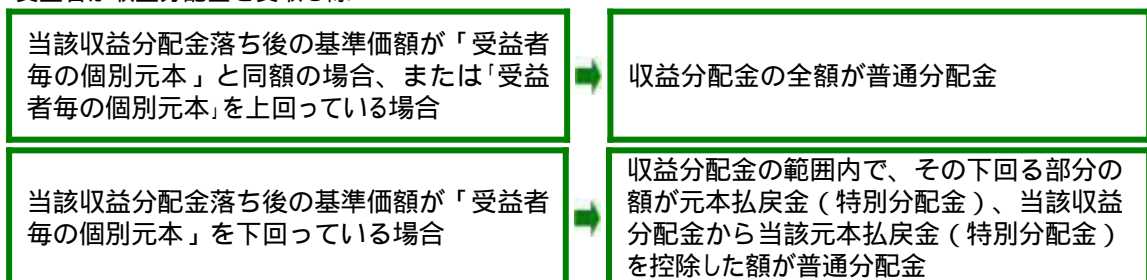 当該収益分配金落ち後の基準価額が「受益者
毎の個別元本」と同額の場合、または「受益
者毎の個別元本」を上回っている場合
収益分配金の全額が普通分配金
当該収益分配金落ち後の基準価額が「受益者
毎の個別元本」を下回っている場合
収益分配金の範囲内で、その下回る部分の
額が元本払戻金(特別分配金)、当該収益
分配金から当該元本払戻金(特別分配金)
を控除した額が普通分配金